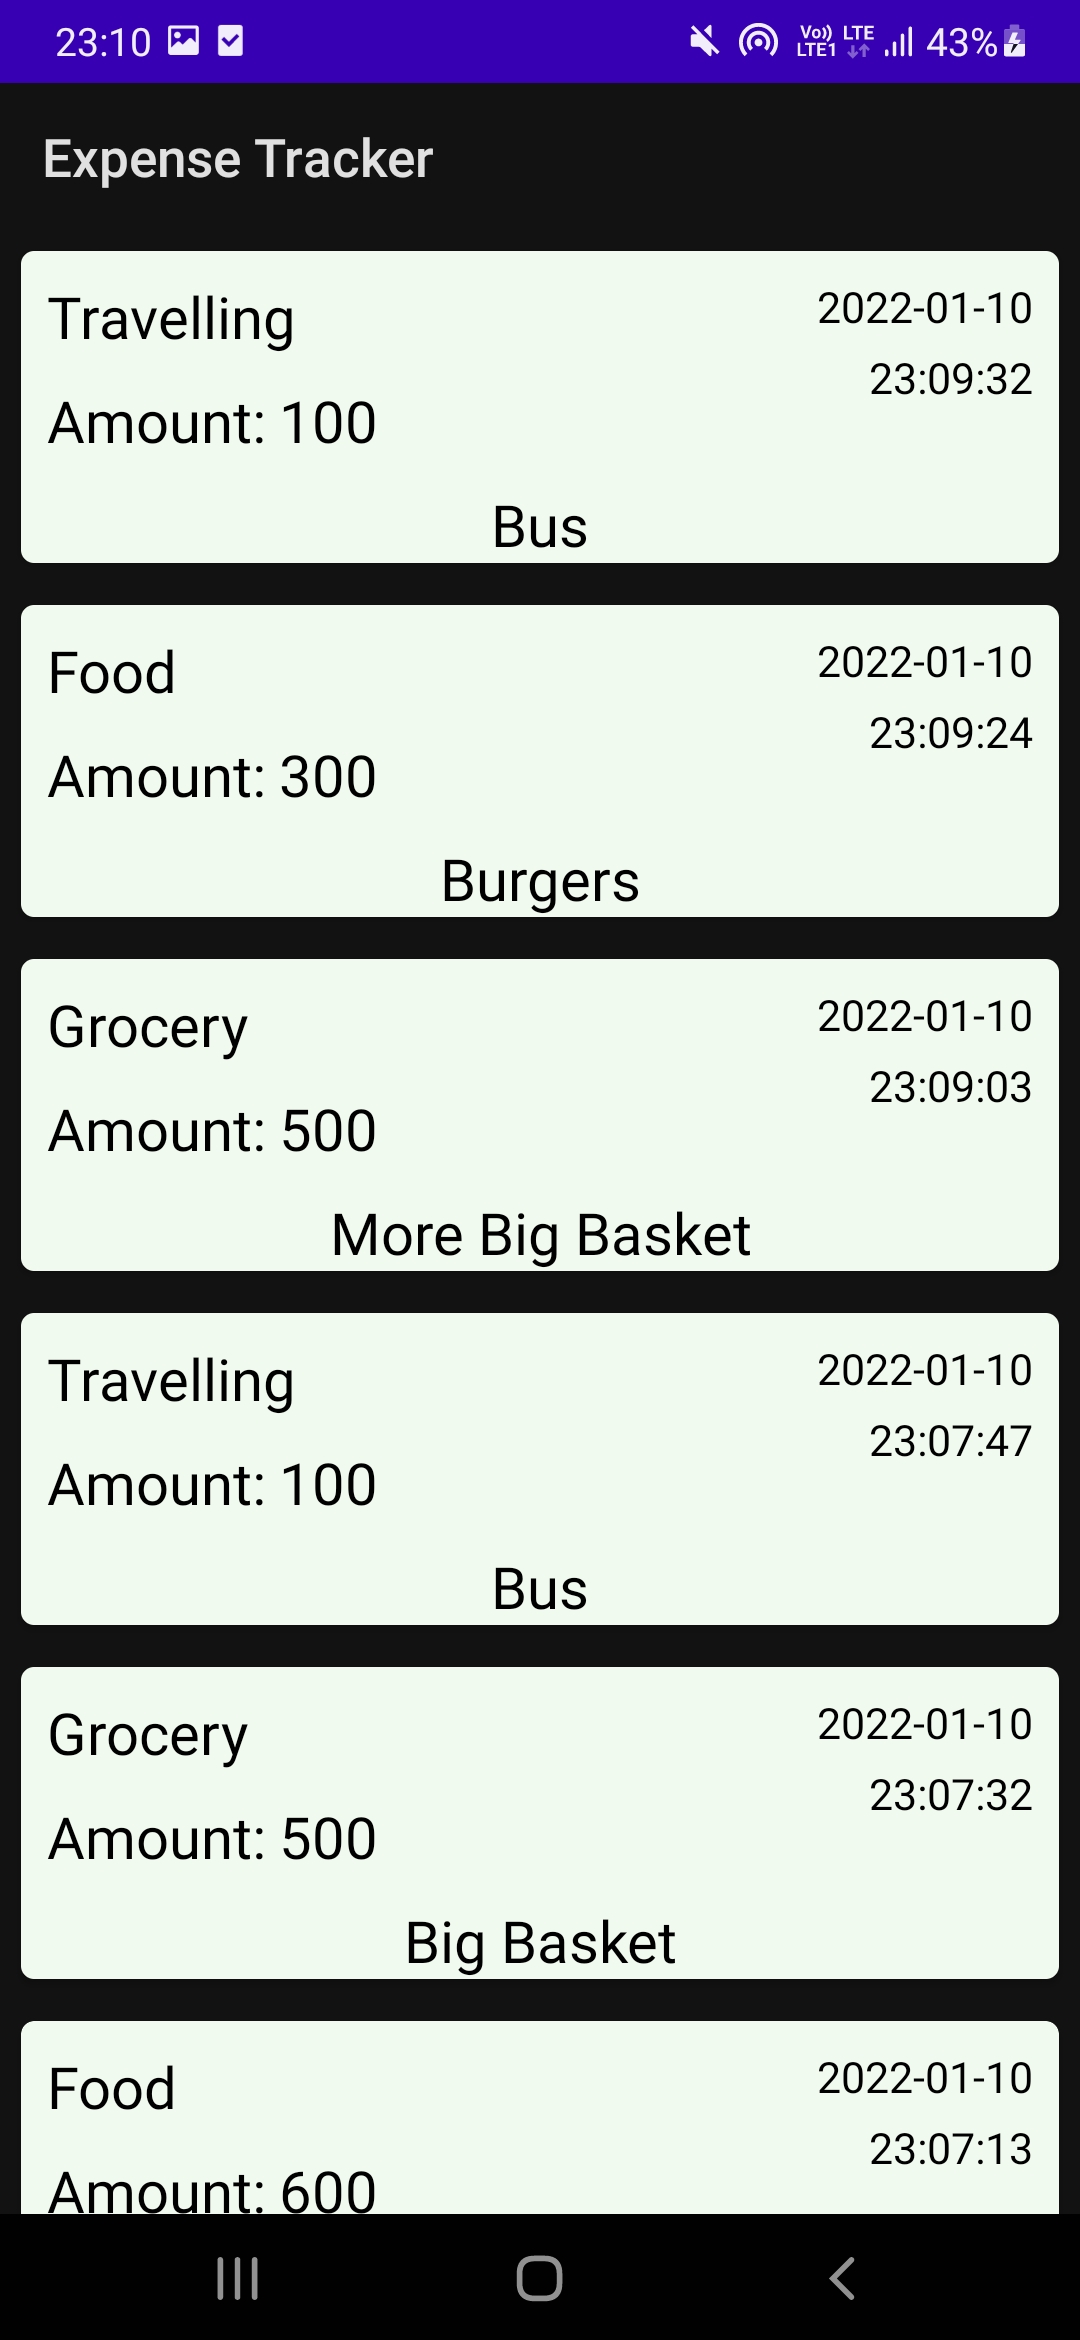 23:10 Vo)) LTE LTE1 43%
Expense Tracker
Travelling 2022-01-10
23:09:32
Amount: 100
Bus
Food 2022-01-10
23:09:24
Amount: 300
Burgers
Grocery 2022-01-10
23:09:03
Amount: 500
More Big Basket
Travelling 2022-01-10
23:07:47
Amount: 100
Bus
Grocery 2022-01-10
23:07:32
Amount: 500
Big Basket
Food 2022-01-10
23:07:13
Amount: 600